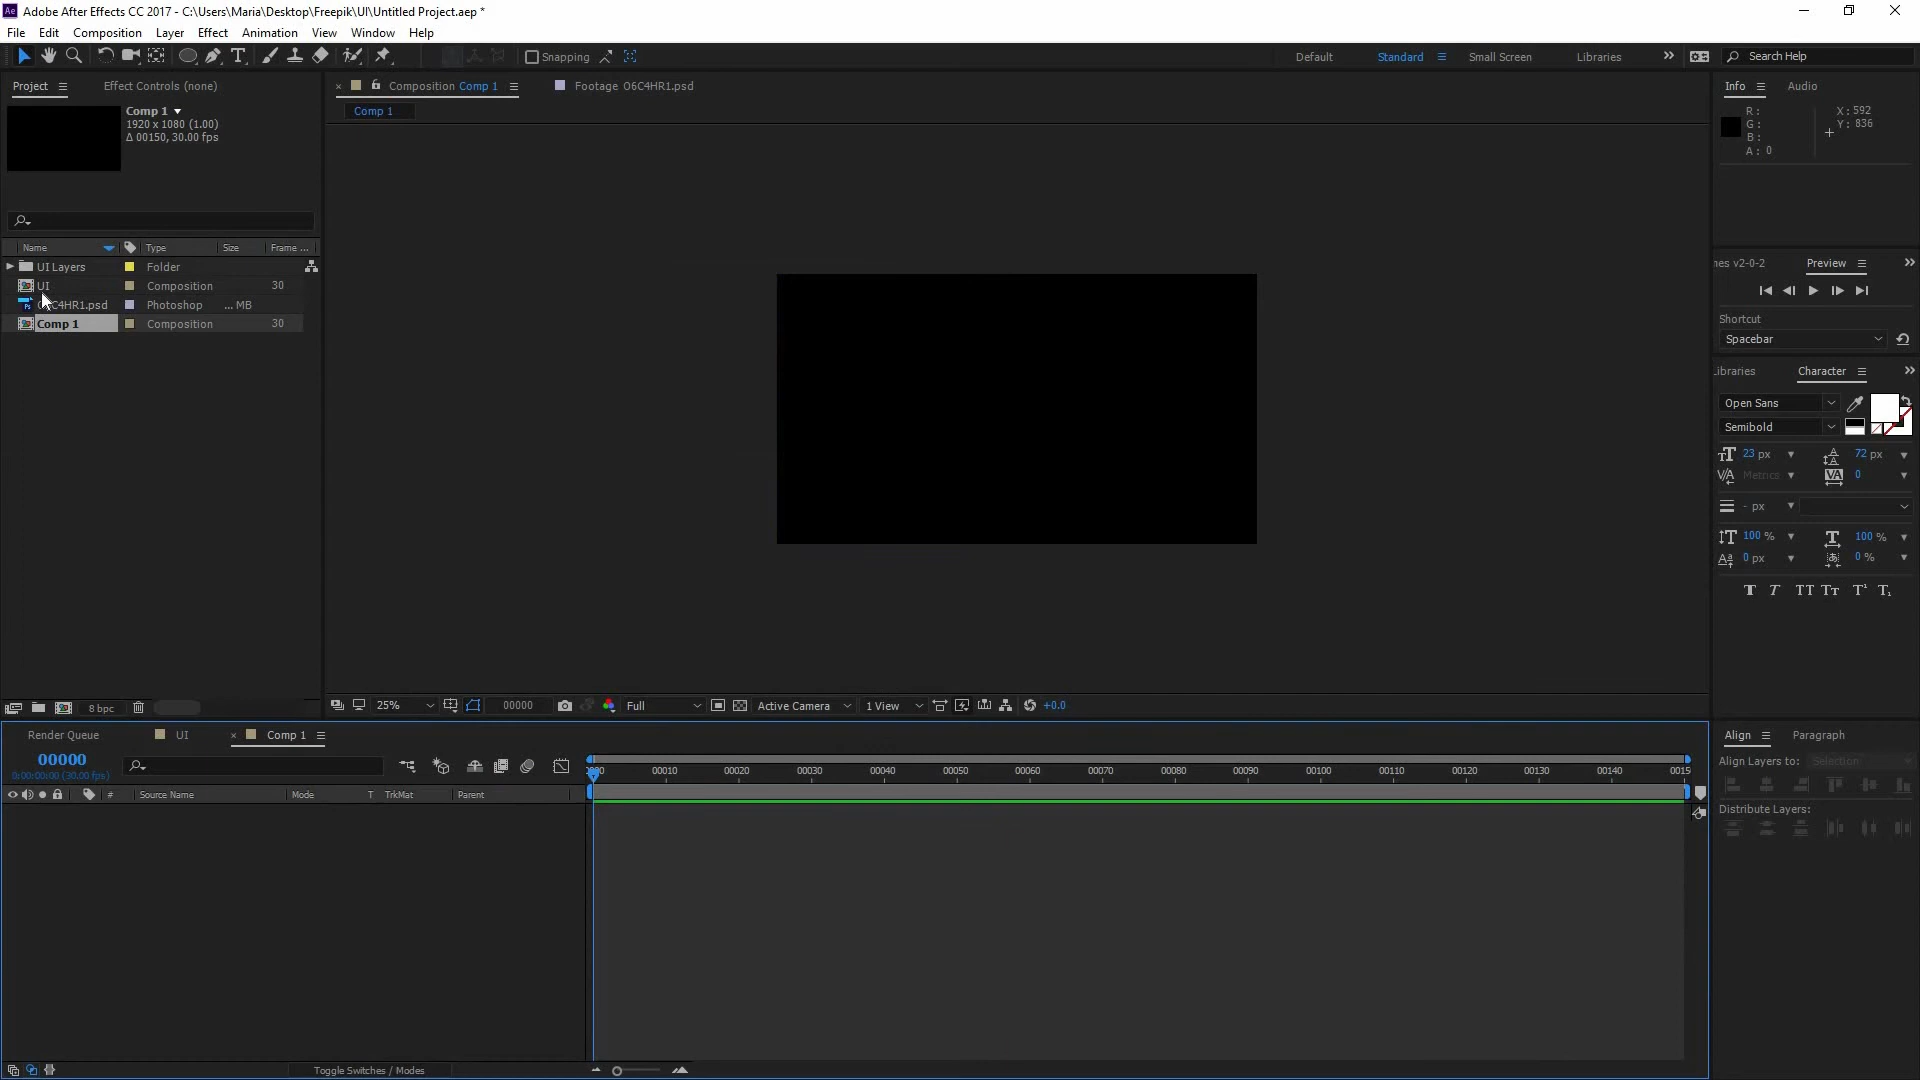 Adobe After Effects CC 2017 - C:\Users\Maria\Desktop\Freepik\UI\Untitled Project.aep *
File Edit Composition Layer Effect Animation View Window Help
Snapping Default Standard Small Screen Libraries Search Help
Project Effect Controls (none) Composition Comp 1 Footage O6C4HR1.psd Info Audio
Comp 1
Comp 1
1920 x 1080 (1.00)
Δ 00150, 30.00 fps
R: X: 592
G: Y: 836
B:
A: 0
Name Type Size Frame ...
UI Layers Folder
UI Composition 30
C4HR1.psd Photoshop ... MB
Comp 1 Composition 30
nes v2-0-2 Preview
Shortcut
Spacebar
Libraries Character
Open Sans
Semibold
23 px 72 px
Metrics 0
- px
100 % 100 %
0 px 0 %
8 bpc 25% 00000 Full Active Camera 1 View +0.0
Render Queue UI Comp 1
00000
0:00:00:00 (30.00 fps)
00010 00020 00030 00040 00050 00060 00070 00080 00090 00100 00110 00120 00130 00140 0015
# Source Name Mode T TrkMat Parent
Align Paragraph
Align Layers to: Selection
Distribute Layers:
Toggle Switches / Modes